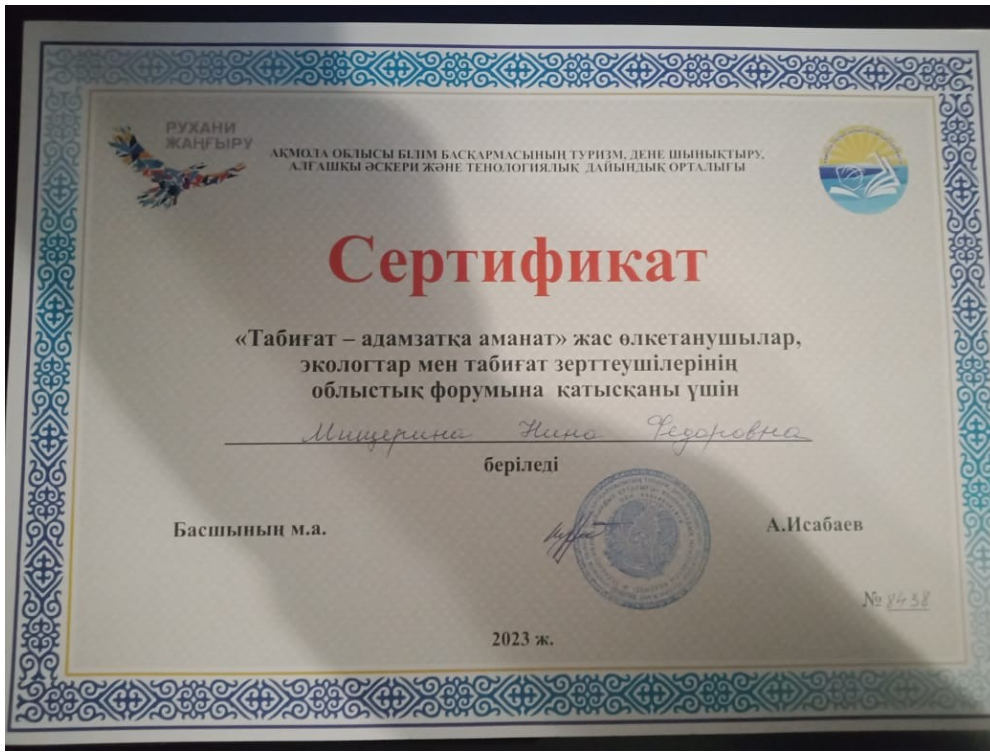 РУХАНИ
ЖАҢҒЫРУ
АҚМОЛА ОБЛЫСЫ БІЛІМ БАСҚАРМАСЫНЫҢ ТУРИЗМ, ДЕНЕ ШЫНЫҚТЫРУ,
АЛҒАШҚЫ ӘСКЕРИ ЖӘНЕ ТЕНОЛОГИЯЛЫҚ ДАЙЫНДЫҚ ОРТАЛЫҒЫ
Сертификат
«Табиғат – адамзатқа аманат» жас өлкетанушылар,
экологтар мен табиғат зерттеушілерінің
облыстық форумына қатысқаны үшін
Мищерина Нина Федоровна
беріледі
Басшының м.а.
А.Исабаев
№ 8438
2023 ж.